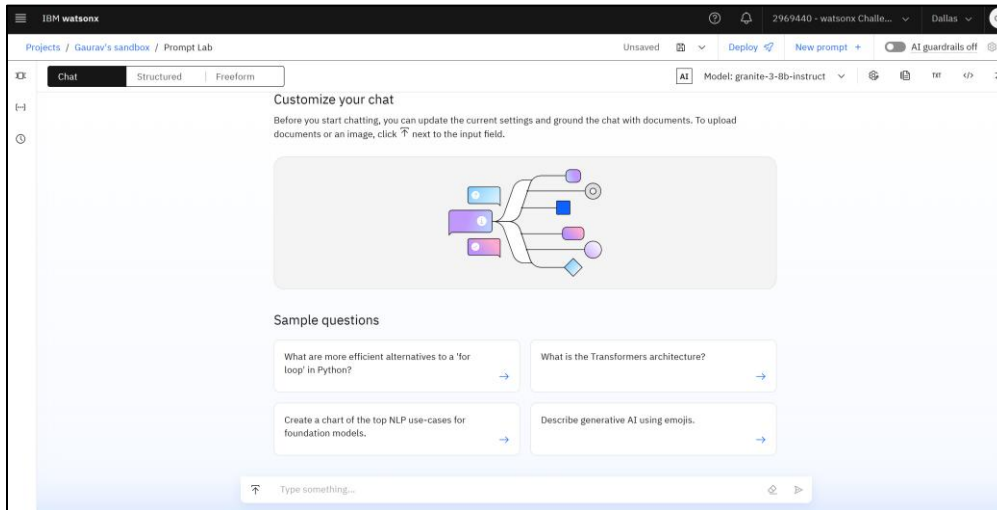 IBM watsonx
2969440 - watsonx Challe...
Dallas
Projects / Gaurav's sandbox / Prompt Lab
Unsaved
Deploy
New prompt +
AI guardrails off
Chat
Structured
Freeform
AI
Model: granite-3-8b-instruct
TXT
</>
Customize your chat
Before you start chatting, you can update the current settings and ground the chat with documents. To upload
documents or an image, click next to the input field.
Sample questions
What are more efficient alternatives to a 'for
loop' in Python?
What is the Transformers architecture?
Create a chart of the top NLP use-cases for
foundation models.
Describe generative AI using emojis.
Type something...